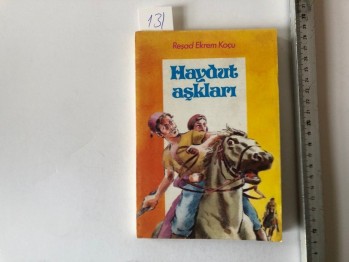 131
Reşad Ekrem Koçu
Haydut
aşkları